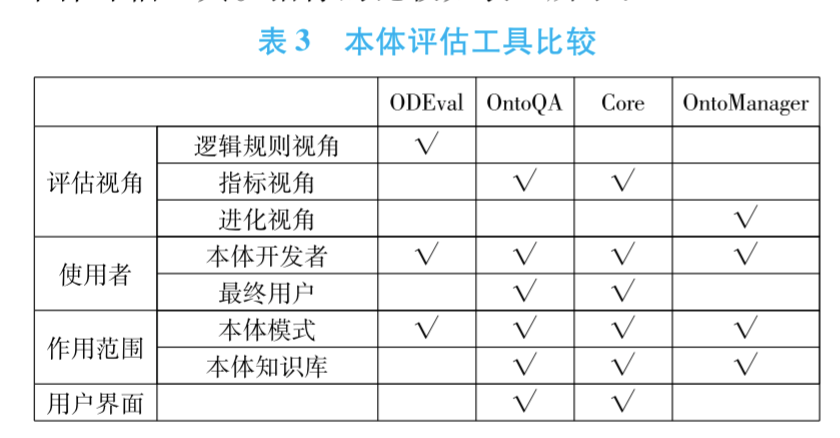 表 3 本体评估工具比较
ODEval OntoQA Core OntoManager
评估视角 逻辑规则视角 √
指标视角 √ √
进化视角 √
使用者 本体开发者 √ √ √ √
最终用户 √ √
作用范围 本体模式 √ √ √ √
本体知识库 √ √ √
用户界面 √ √